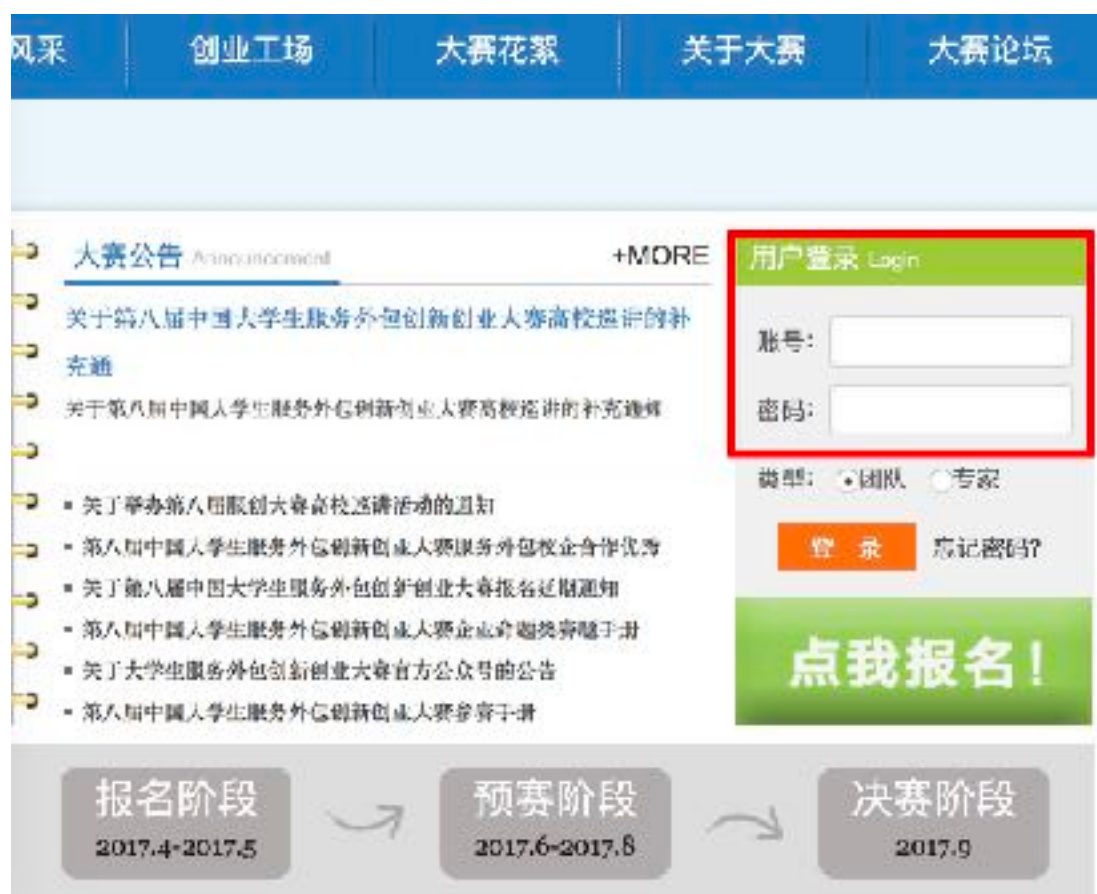 风采 创业工场 大赛花絮 关于大赛 大赛论坛
大赛公告 Announcement +MORE
关于第八届中国大学生服务外包创新创业大赛高校巡讲的补
充通
关于第八届中国大学生服务外包创新创业大赛高校巡讲的补充通知
▪ 关于举办第八届服创大赛高校巡讲活动的通知
▪ 第八届中国大学生服务外包创新创业大赛服务外包校企合作优秀
▪ 关于第八届中国大学生服务外包创新创业大赛报名延期通知
▪ 第八届中国大学生服务外包创新创业大赛企业命题类赛题手册
▪ 关于大学生服务外包创新创业大赛官方公众号的公告
▪ 第八届中国大学生服务外包创新创业大赛参赛手册
用户登录 Login
账号:
密码:
类型: 团队 专家
登 录 忘记密码?
点我报名!
报名阶段 预赛阶段 决赛阶段
2017.4-2017.5 2017.6-2017.8 2017.9